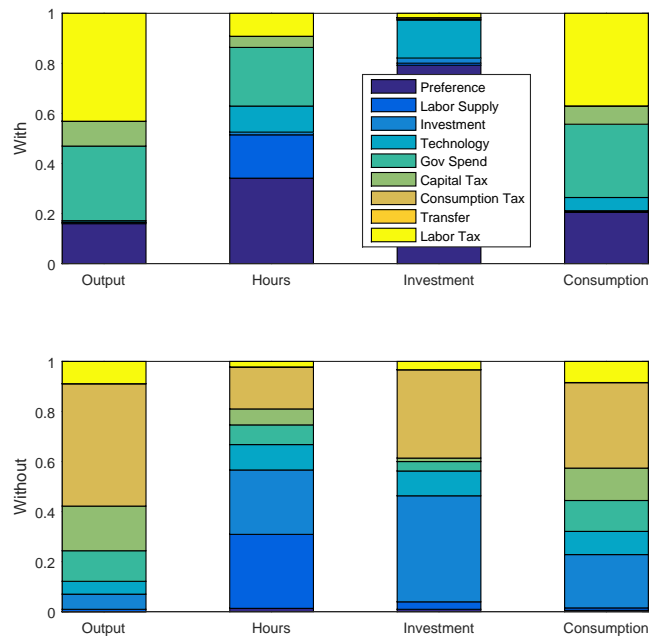 1
0.8
0.6
0.4
0.2
0
With
Preference
Labor Supply
Investment
Technology
Gov Spend
Capital Tax
Consumption Tax
Transfer
Labor Tax
Output Hours Investment Consumption
1
0.8
0.6
0.4
0.2
0
Without
Output Hours Investment Consumption